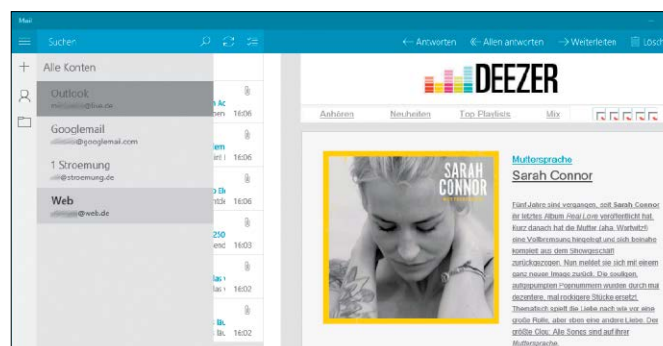 Mail
Suchen
Antworten
Allen antworten
Weiterleiten
Lösch
Alle Konten
Outlook
@live.de
Googlemail
@googlemail.com
1 Stroemung
@stroemung.de
Web
@web.de
16:06
16:06
16:06
16:03
16:02
16:02
DEEZER
Anhören Neuheiten Top Playlists Mix
SARAH
CONNOR
MUTTERSPRACHE
Muttersprache
Sarah Connor
Fünf Jahre sind vergangen, seit Sarah Connor
ihr letztes Album Real Love veröffentlicht hat.
Kurz danach hat die Mutter (aha, Wortwitz!)
eine Vollbremsung hingelegt und sich beinahe
komplett aus dem Showgeschäft
zurückgezogen. Nun meldet sie sich mit einem
ganz neuen Image zurück. Die souligen,
aufgepumpten Popnummern wurden durch mal
dezentere, mal rockigere Stücke ersetzt.
Thematisch spielt die Liebe nach wie vor eine
große Rolle, aber eben eine andere Liebe. Der
größte Clou: Alle Songs sind auf ihrer
Muttersprache.